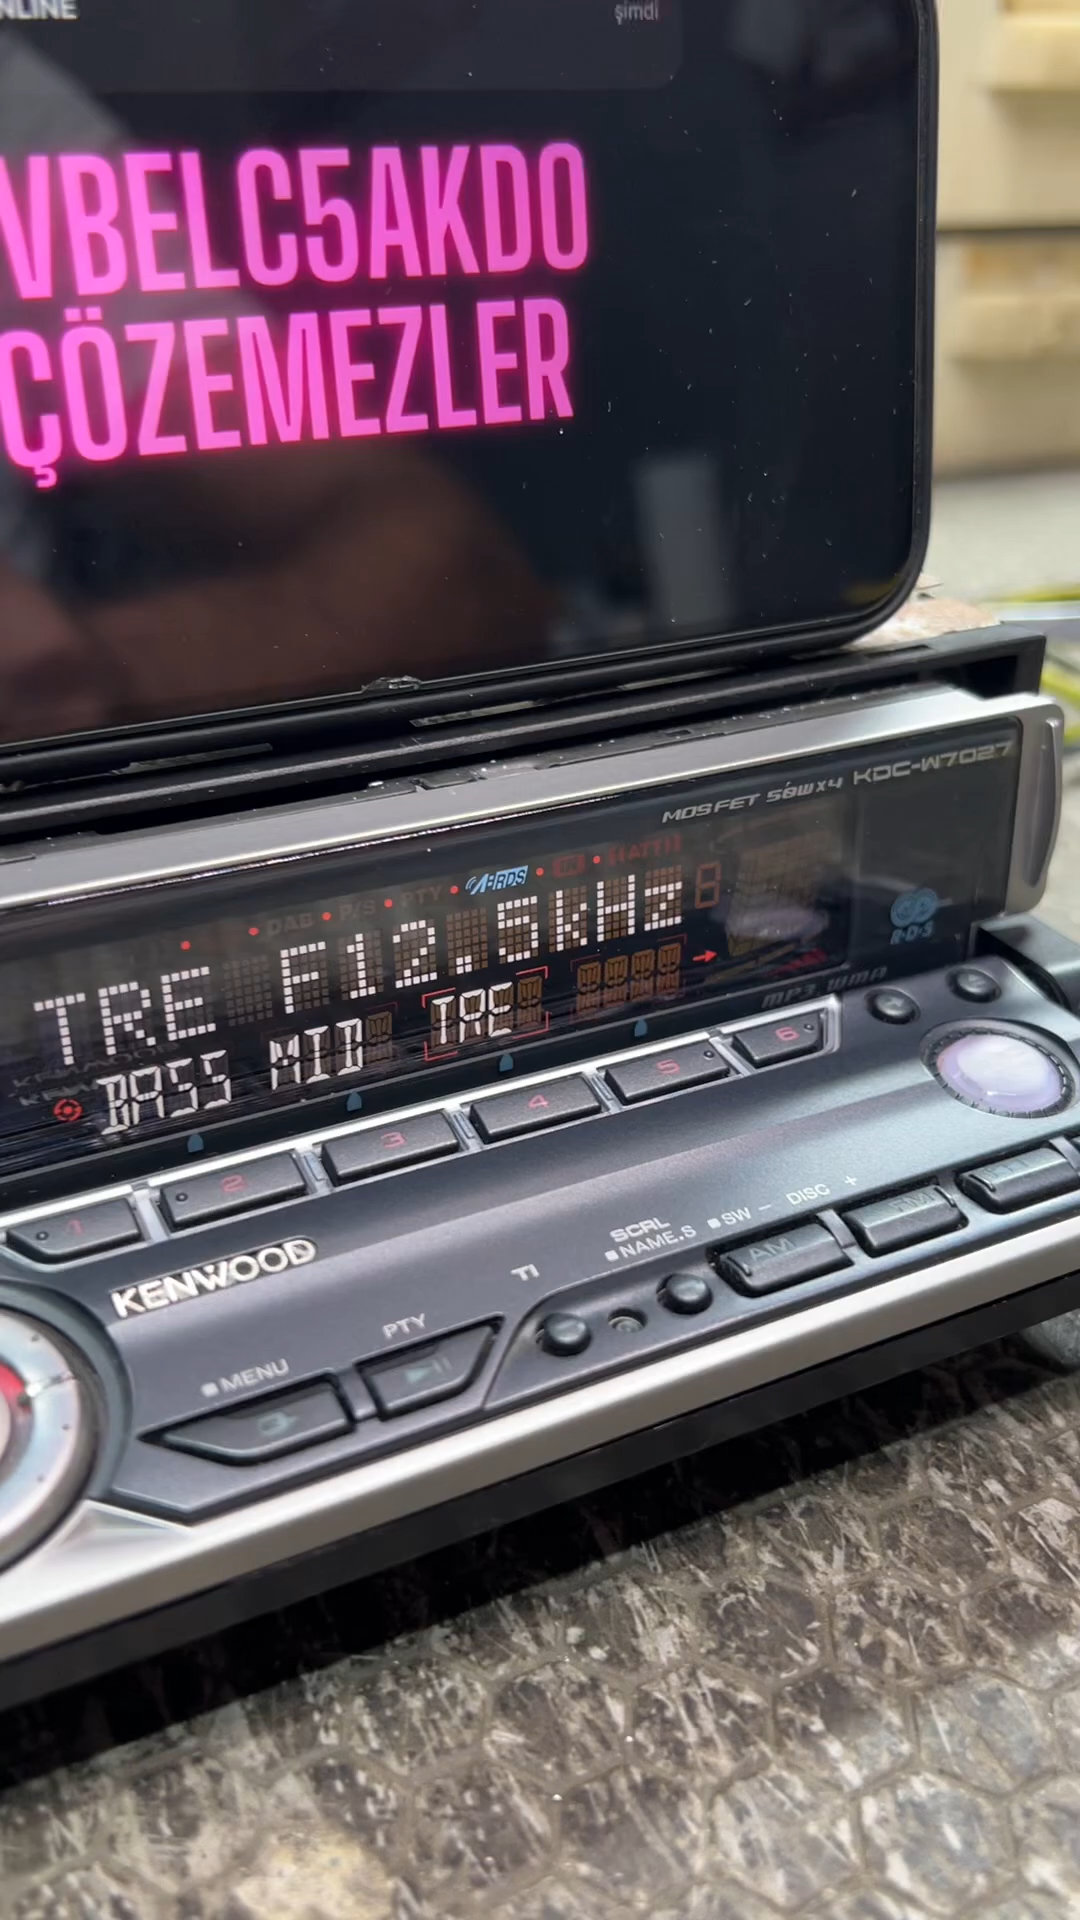 NLINE
şimdi
VBELC5AKDO
ÇÖZEMEZLER
MOSFET 50WX4 KDC-W7027
DAB P/S PTY RDS ATT
TRE F12.5kHz
R·D·S
BASS MID TRE
MP3 WMA
1 2 3 4 5 6
KENWOOD
TI
SCRL
NAME.S
SW – DISC +
AM
FM
PTY
MENU